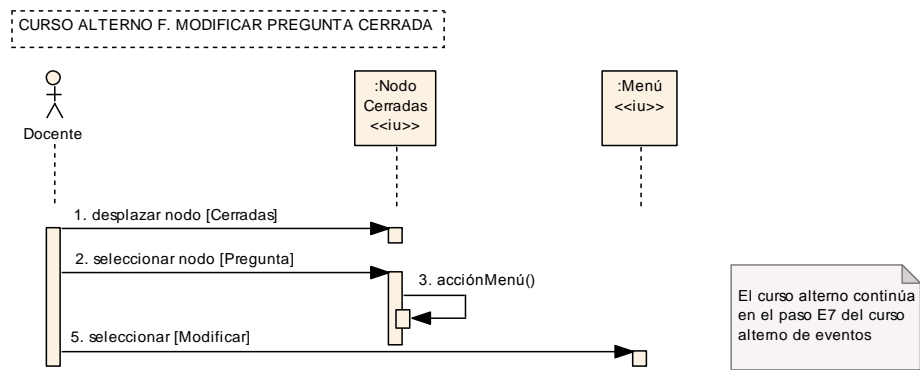 CURSO ALTERNO F. MODIFICAR PREGUNTA CERRADA
:Nodo
Cerradas
<<iu>>
:Menú
<<iu>>
Docente
1. desplazar nodo [Cerradas]
2. seleccionar nodo [Pregunta]
3. acciónMenú()
5. seleccionar [Modificar]
El curso alterno continúa
en el paso E7 del curso
alterno de eventos